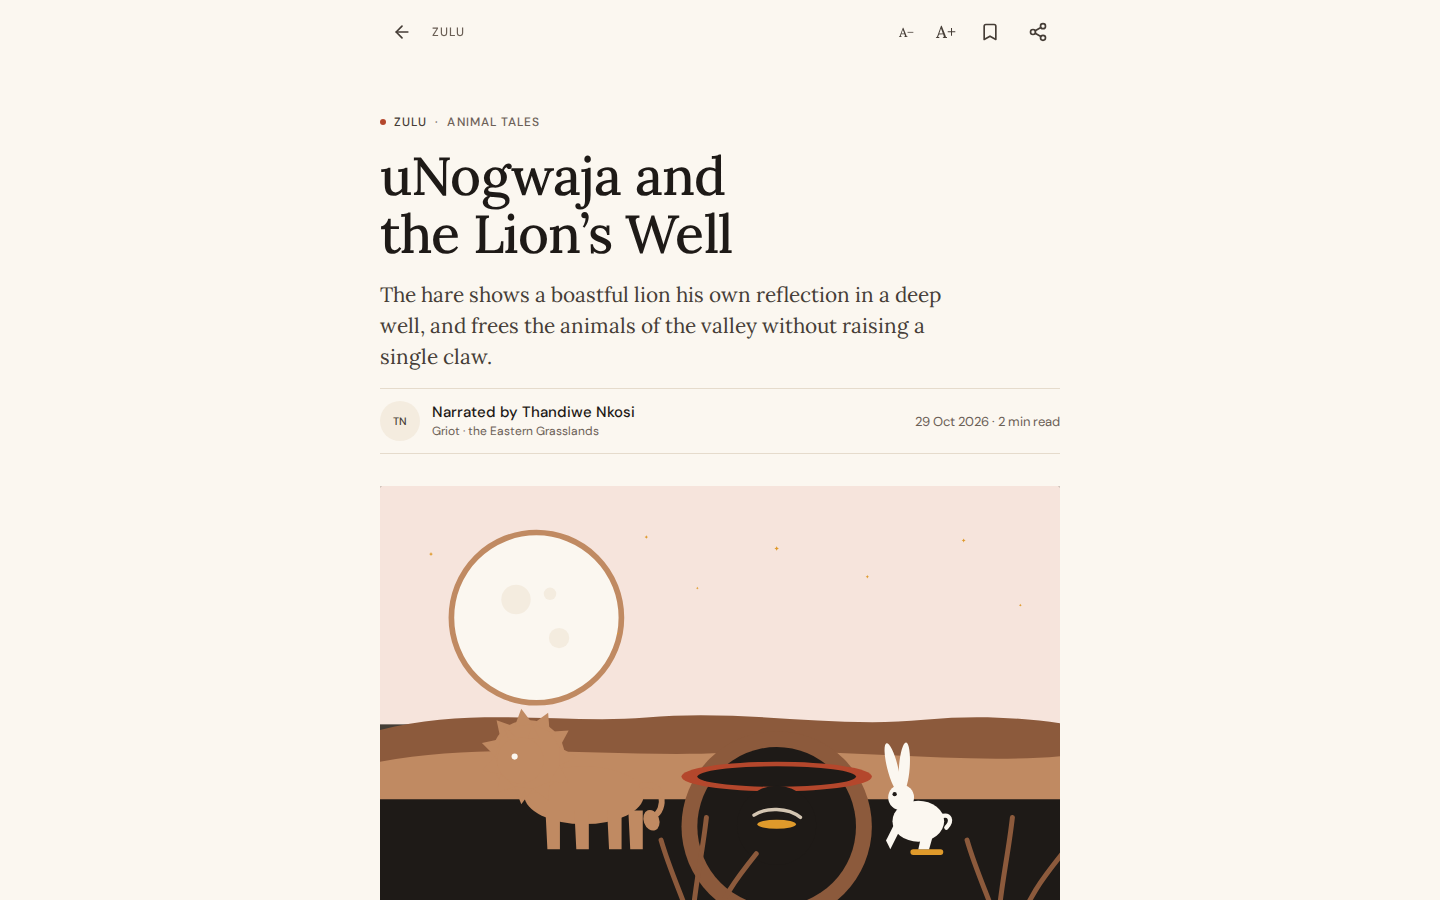 ZULU
A−
A+
ZULU · ANIMAL TALES
uNogwaja and
the Lion’s Well
The hare shows a boastful lion his own reflection in a deep
well, and frees the animals of the valley without raising a
single claw.
TN
Narrated by Thandiwe Nkosi
Griot · the Eastern Grasslands
29 Oct 2026 · 2 min read